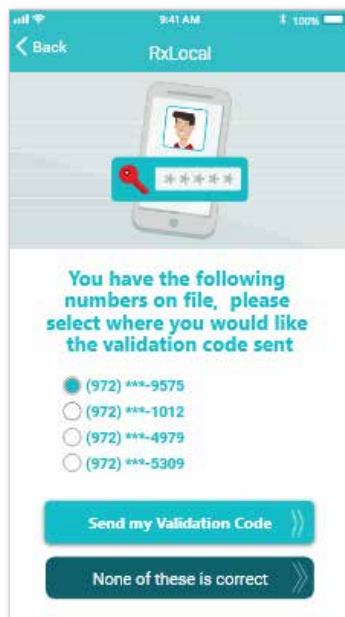 9:41 AM
100%
Back
RxLocal
*****
You have the following
numbers on file, please
select where you would like
the validation code sent
(972) ***-9575
(972) ***-1012
(972) ***-4979
(972) ***-5309
Send my Validation Code
None of these is correct